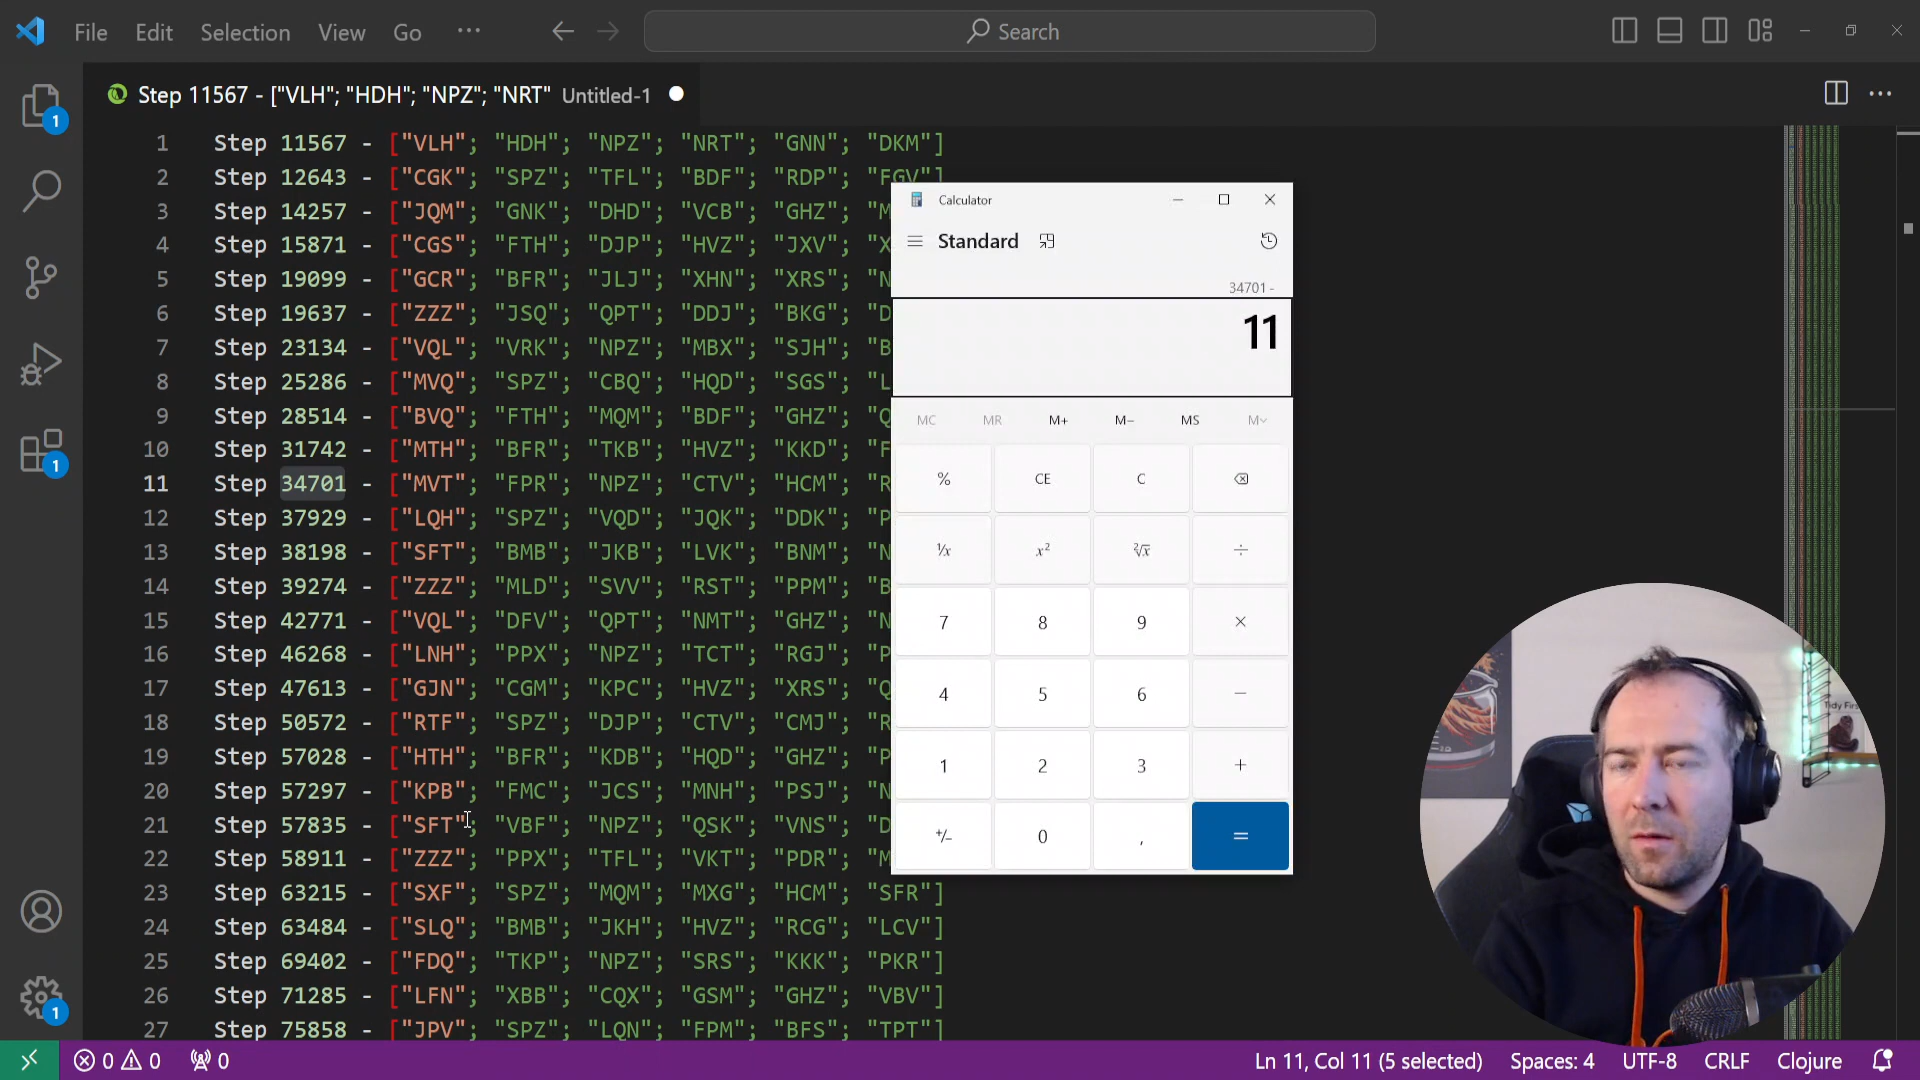 File Edit Selection View Go ··· Search
Step 11567 - ["VLH"; "HDH"; "NPZ"; "NRT" Untitled-1
1 Step 11567 - ["VLH"; "HDH"; "NPZ"; "NRT"; "GNN"; "DKM"]
2 Step 12643 - ["CGK"; "SPZ"; "TFL"; "BDF"; "RDP"; "FGV"]
3 Step 14257 - ["JQM"; "GNK"; "DHD"; "VCB"; "GHZ"; "M
4 Step 15871 - ["CGS"; "FTH"; "DJP"; "HVZ"; "JXV"; "X
5 Step 19099 - ["GCR"; "BFR"; "JLJ"; "XHN"; "XRS"; "N
6 Step 19637 - ["ZZZ"; "JSQ"; "QPT"; "DDJ"; "BKG"; "D
7 Step 23134 - ["VQL"; "VRK"; "NPZ"; "MBX"; "SJH"; "B
8 Step 25286 - ["MVQ"; "SPZ"; "CBQ"; "HQD"; "SGS"; "L
9 Step 28514 - ["BVQ"; "FTH"; "MQM"; "BDF"; "GHZ"; "Q
10 Step 31742 - ["MTH"; "BFR"; "TKB"; "HVZ"; "KKD"; "F
11 Step 34701 - ["MVT"; "FPR"; "NPZ"; "CTV"; "HCM"; "R
12 Step 37929 - ["LQH"; "SPZ"; "VQD"; "JQK"; "DDK"; "P
13 Step 38198 - ["SFT"; "BMB"; "JKB"; "LVK"; "BNM"; "N
14 Step 39274 - ["ZZZ"; "MLD"; "SVV"; "RST"; "PPM"; "B
15 Step 42771 - ["VQL"; "DFV"; "QPT"; "NMT"; "GHZ"; "N
16 Step 46268 - ["LNH"; "PPX"; "NPZ"; "TCT"; "RGJ"; "P
17 Step 47613 - ["GJN"; "CGM"; "KPC"; "HVZ"; "XRS"; "Q
18 Step 50572 - ["RTF"; "SPZ"; "DJP"; "CTV"; "CMJ"; "R
19 Step 57028 - ["HTH"; "BFR"; "KDB"; "HQD"; "GHZ"; "P
20 Step 57297 - ["KPB"; "FMC"; "JCS"; "MNH"; "PSJ"; "N
21 Step 57835 - ["SFT"; "VBF"; "NPZ"; "QSK"; "VNS"; "D
22 Step 58911 - ["ZZZ"; "PPX"; "TFL"; "VKT"; "PDR"; "M
23 Step 63215 - ["SXF"; "SPZ"; "MQM"; "MXG"; "HCM"; "SFR"]
24 Step 63484 - ["SLQ"; "BMB"; "JKH"; "HVZ"; "RCG"; "LCV"]
25 Step 69402 - ["FDQ"; "TKP"; "NPZ"; "SRS"; "KKK"; "PKR"]
26 Step 71285 - ["LFN"; "XBB"; "CQX"; "GSM"; "GHZ"; "VBV"]
27 Step 75858 - ["JPV"; "SPZ"; "LQN"; "FPM"; "BFS"; "TPT"]
Calculator
Standard
34701 -
11
MC MR M+ M− MS M
% CE C
1/x x² ²√x ÷
7 8 9 ×
4 5 6 −
1 2 3 +
+/− 0 , =
Tidy Firs
1
1
1
0 0 0
Ln 11, Col 11 (5 selected) Spaces: 4 UTF-8 CRLF Clojure